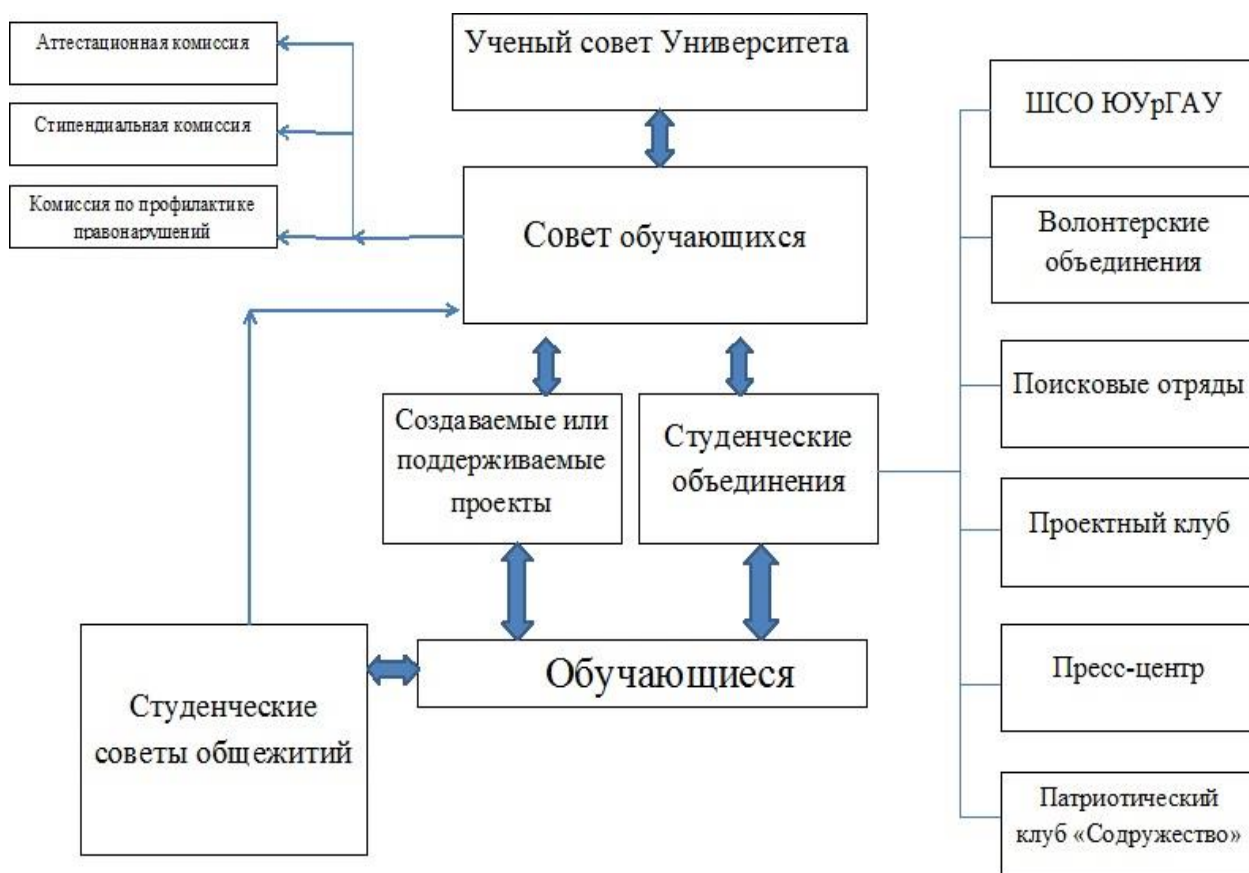 Аттестационная комиссия
Стипендиальная комиссия
Комиссия по профилактике
правонарушений
Ученый совет Университета
Совет обучающихся
Создаваемые или
поддерживаемые
проекты
Студенческие
объединения
Обучающиеся
Студенческие
советы общежитий
ШСО ЮУрГАУ
Волонтерские
объединения
Поисковые отряды
Проектный клуб
Пресс-центр
Патриотический
клуб «Содружество»